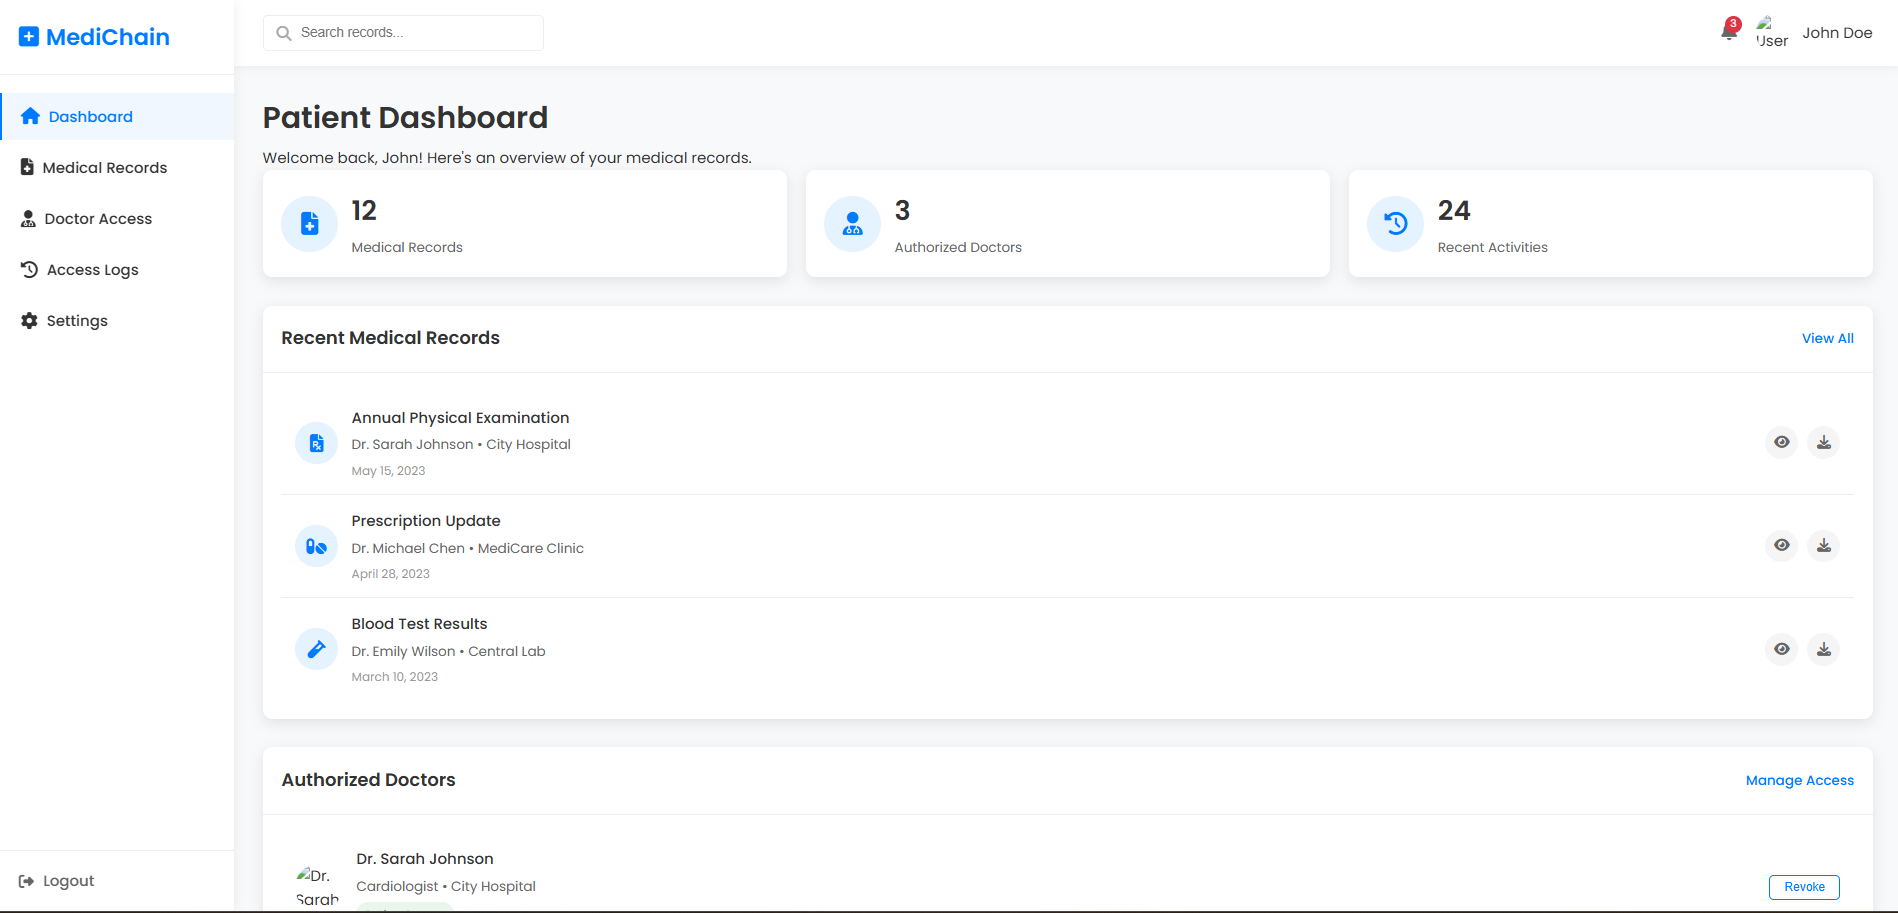 MediChain
Search records...
3
User
John Doe
Dashboard
Medical Records
Doctor Access
Access Logs
Settings
Logout
Patient Dashboard
Welcome back, John! Here's an overview of your medical records.
12
Medical Records
3
Authorized Doctors
24
Recent Activities
Recent Medical Records
View All
Annual Physical Examination
Dr. Sarah Johnson • City Hospital
May 15, 2023
Prescription Update
Dr. Michael Chen • MediCare Clinic
April 28, 2023
Blood Test Results
Dr. Emily Wilson • Central Lab
March 10, 2023
Authorized Doctors
Manage Access
Dr.
Sarah
Dr. Sarah Johnson
Cardiologist • City Hospital
Revoke